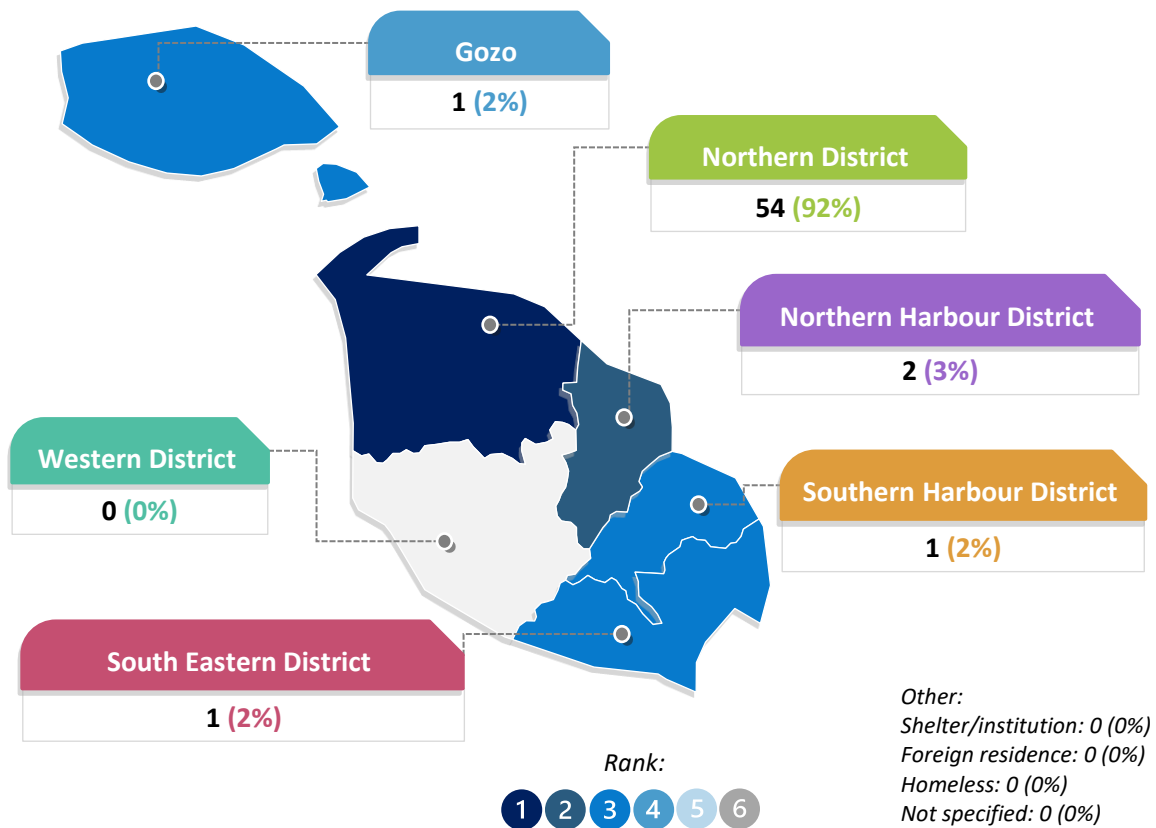 Gozo
1 (2%)
Northern District
54 (92%)
Northern Harbour District
2 (3%)
Western District
0 (0%)
Southern Harbour District
1 (2%)
South Eastern District
1 (2%)
Other:
Shelter/institution: 0 (0%)
Foreign residence: 0 (0%)
Homeless: 0 (0%)
Not specified: 0 (0%)
Rank:
1 2 3 4 5 6